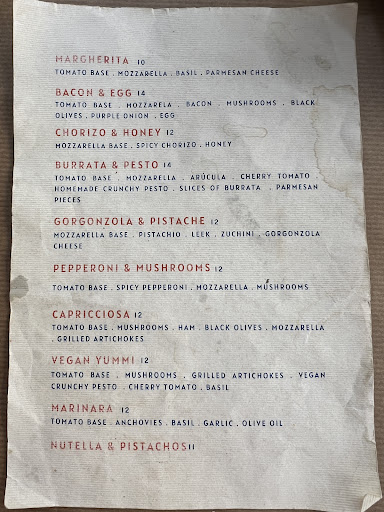 MARGHERITA 10
TOMATO BASE . MOZZARELLA . BASIL . PARMESAN CHEESE
BACON & EGG 14
TOMATO BASE . MOZZARELA . BACON . MUSHROOMS . BLACK
OLIVES . PURPLE ONION . EGG
CHORIZO & HONEY 12
MOZZARELLA BASE . SPICY CHORIZO . HONEY
BURRATA & PESTO 14
TOMATO BASE . MOZZARELLA . ARÚCULA . CHERRY TOMATO
HOMEMADE CRUNCHY PESTO . SLICES OF BURRATA . PARMESAN
PIECES
GORGONZOLA & PISTACHE 12
MOZZARELLA BASE . PISTACHIO . LEEK . ZUCHINI . GORGONZOLA
CHEESE
PEPPERONI & MUSHROOMS 12
TOMATO BASE . SPICY PEPPERONI . MOZZARELLA . MUSHROOMS
CAPRICCIOSA 12
TOMATO BASE . MUSHROOMS . HAM . BLACK OLIVES . MOZZARELLA
. GRILLED ARTICHOKES
VEGAN YUMMI 12
TOMATO BASE . MUSHROOMS . GRILLED ARTICHOKES . VEGAN
CRUNCHY PESTO . CHERRY TOMATO . BASIL
MARINARA 12
TOMATO BASE . ANCHOVIES . BASIL . GARLIC . OLIVE OIL
NUTELLA & PISTACHOS 11